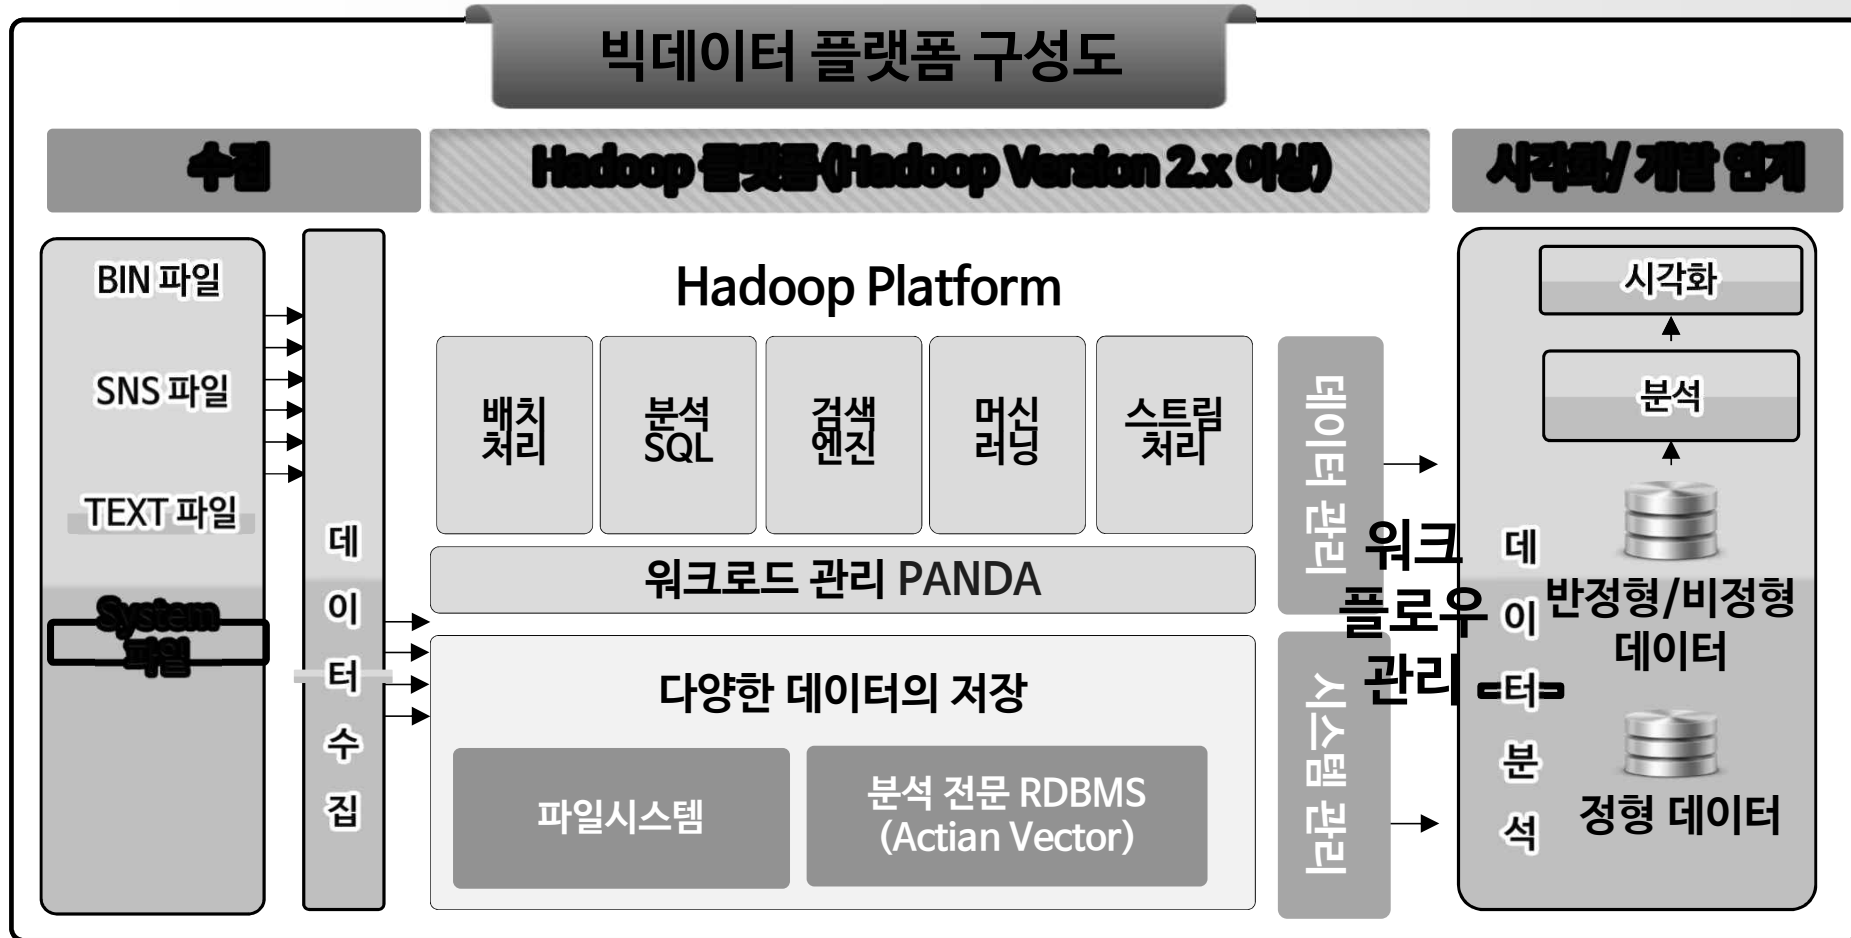 빅데이터 플랫폼 구성도
수집
Hadoop 플랫폼(Hadoop Version 2.x 이상)
시각화/ 개발 연계
BIN 파일
SNS 파일
TEXT 파일
System
파일
데
이
터
수
집
Hadoop Platform
배치
처리
분석
SQL
검색
엔진
머신
러닝
스트림
처리
워크로드 관리 PANDA
다양한 데이터의 저장
파일시스템
분석 전문 RDBMS
(Actian Vector)
데이터 관리
시스템 관리
워크
플로우
관리
데
이
터
분
석
시각화
분석
반정형/비정형
데이터
정형 데이터